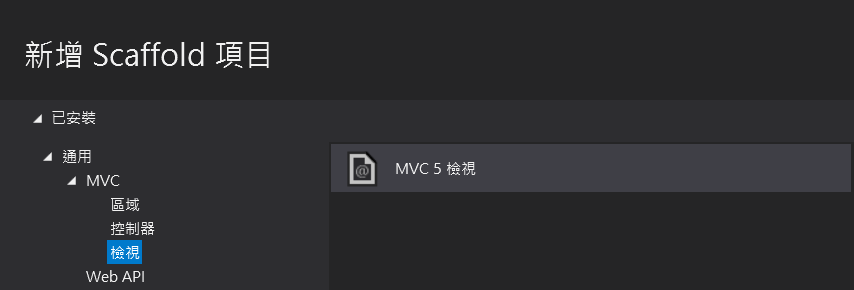 新增 Scaffold 項目
已安裝
通用
MVC
區域
控制器
檢視
Web API
MVC 5 檢視